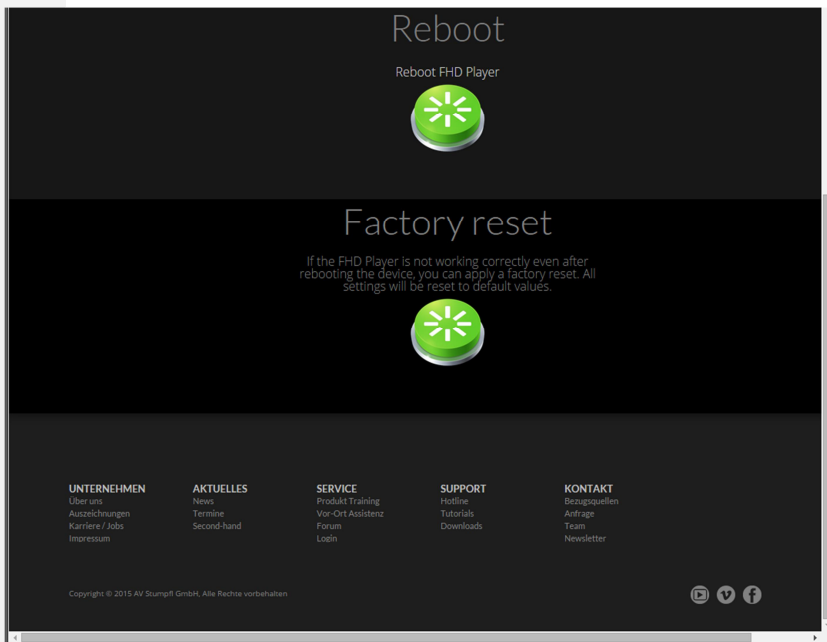 Reboot
Reboot FHD Player
Factory reset
If the FHD Player is not working correctly even after
rebooting the device, you can apply a factory reset. All
settings will be reset to default values.
UNTERNEHMEN
Über uns
Auszeichnungen
Karriere / Jobs
Impressum
AKTUELLES
News
Termine
Second-hand
SERVICE
Produkt Training
Vor-Ort Assistenz
Forum
Login
SUPPORT
Hotline
Tutorials
Downloads
KONTAKT
Bezugsquellen
Anfrage
Team
Newsletter
Copyright © 2015 AV Stumpfl GmbH, Alle Rechte vorbehalten